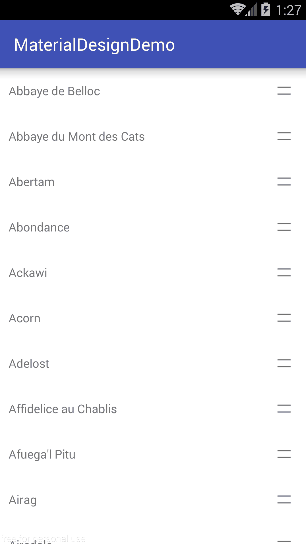 1:27
MaterialDesignDemo
Abbaye de Belloc
Abbaye du Mont des Cats
Abertam
Abondance
Ackawi
Acorn
Adelost
Affidelice au Chablis
Afuega'l Pitu
Airag